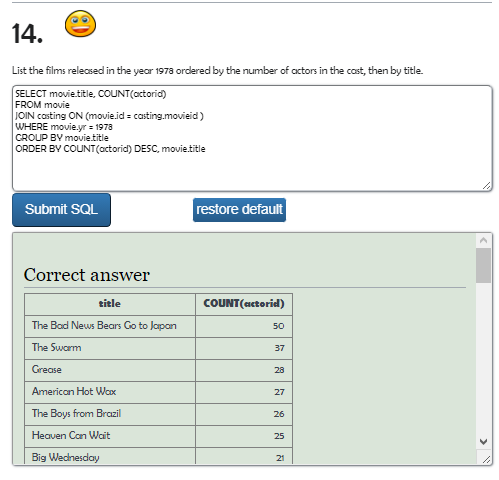 14.
List the films released in the year 1978 ordered by the number of actors in the cast, then by title.
SELECT movie.title, COUNT(actorid)
FROM movie
JOIN casting ON (movie.id = casting.movieid )
WHERE movie.yr = 1978
GROUP BY movie.title
ORDER BY COUNT(actorid) DESC, movie.title
Submit SQL restore default
Correct answer
title COUNT(actorid)
The Bad News Bears Go to Japan 50
The Swarm 37
Grease 28
American Hot Wax 27
The Boys from Brazil 26
Heaven Can Wait 25
Big Wednesday 21